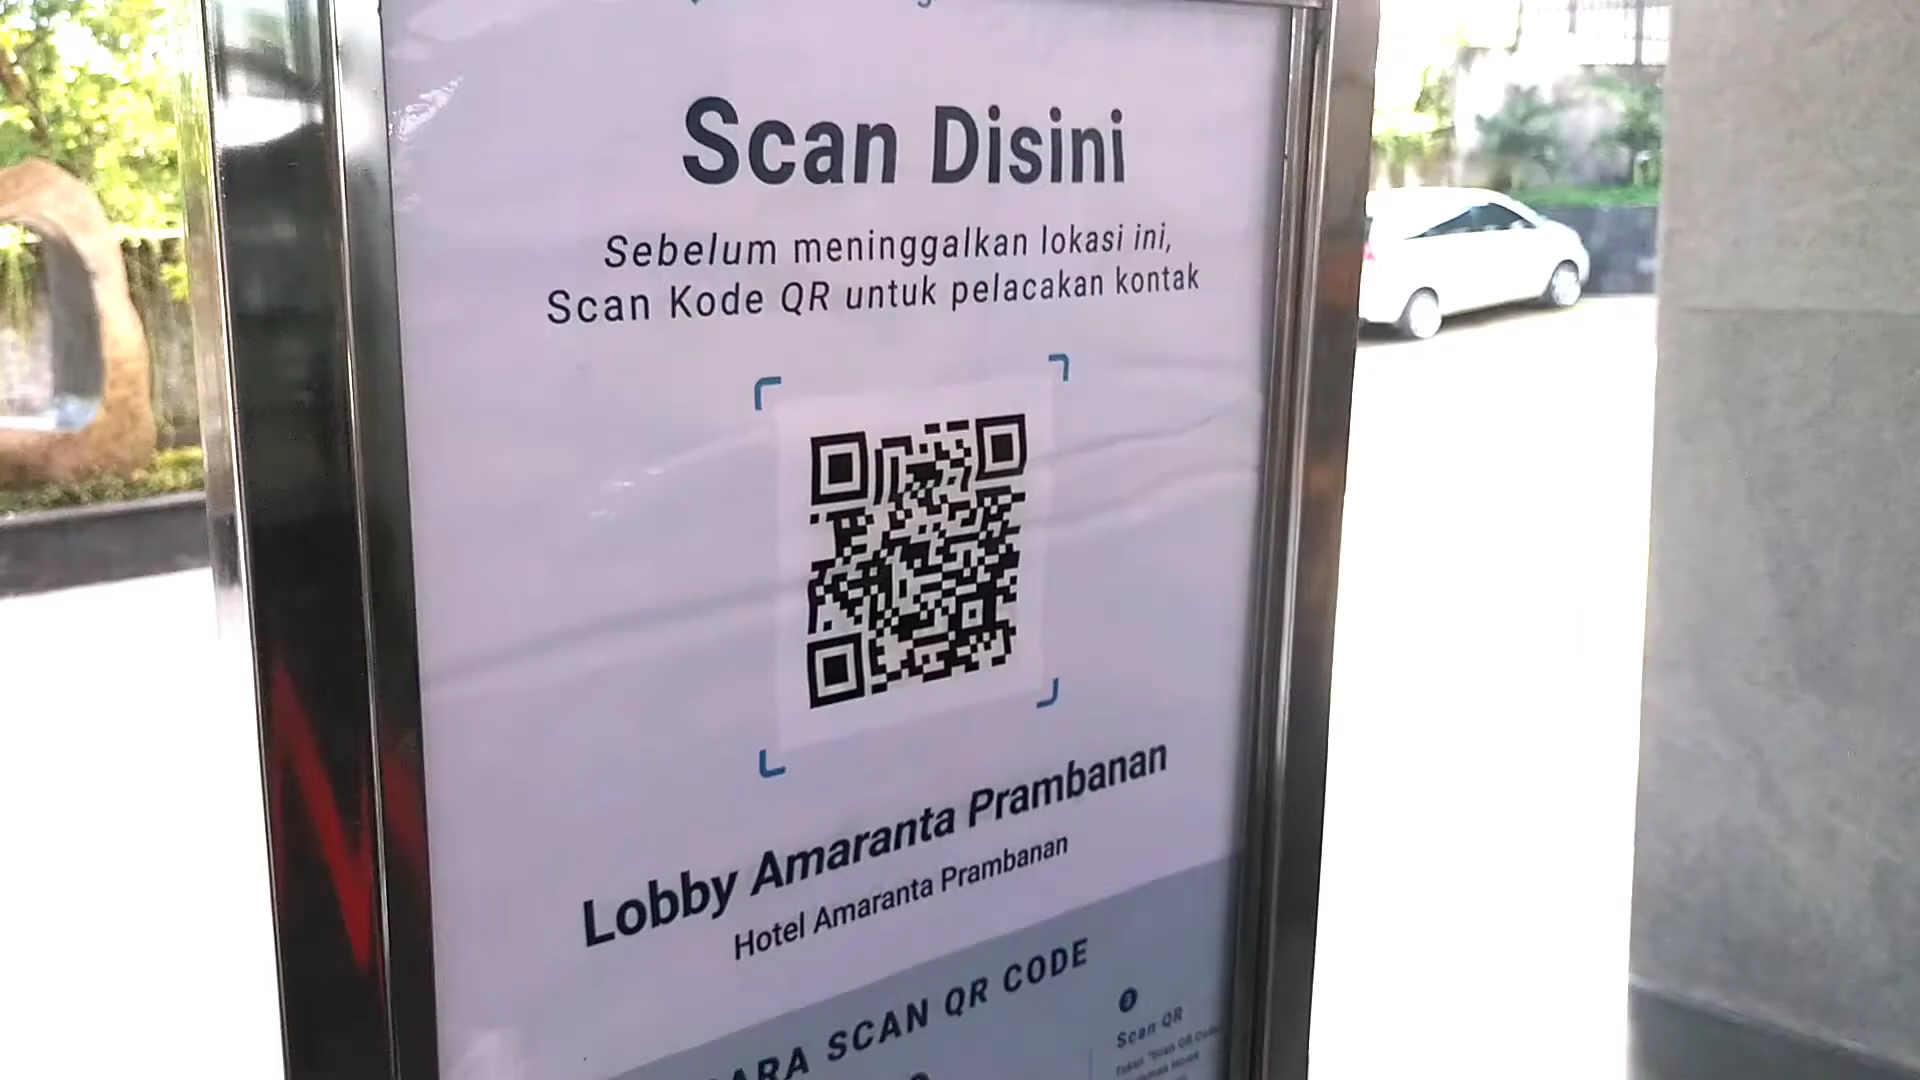 Scan Disini
Sebelum meninggalkan lokasi ini,
Scan Kode QR untuk pelacakan kontak
Lobby Amaranta Prambanan
Hotel Amaranta Prambanan
ARA SCAN QR CODE
Scan QR